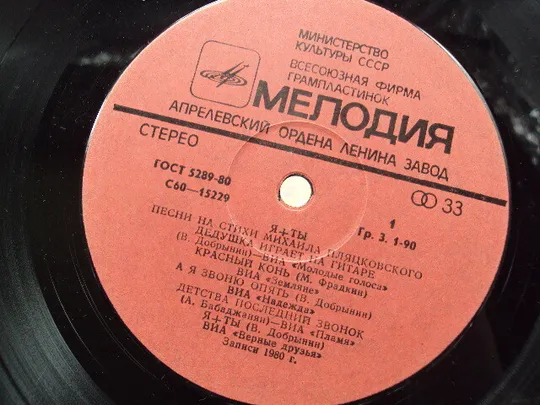 МИНИСТЕРСТВО
КУЛЬТУРЫ СССР
ВСЕСОЮЗНАЯ ФИРМА
ГРАМПЛАСТИНОК
МЕЛОДИЯ
АПРЕЛЕВСКИЙ ОРДЕНА ЛЕНИНА ЗАВОД
СТЕРЕО
33
ГОСТ 5289-80
С60—15229
1
Гр. 3. 1-90
Я+ТЫ
ПЕСНИ НА СТИХИ МИХАИЛА ПЛЯЦКОВСКОГО
ДЕДУШКА ИГРАЕТ НА ГИТАРЕ
(В. Добрынин)—ВИА «Молодые голоса»
КРАСНЫЙ КОНЬ (М. Фрадкин)
ВИА «Земляне»
А Я ЗВОНЮ ОПЯТЬ (В. Добрынин)
ВИА «Надежда»
ДЕТСТВА ПОСЛЕДНИЙ ЗВОНОК
(А. Бабаджанян)—ВИА «Пламя»
Я+ТЫ (В. Добрынин)
ВИА «Верные друзья»
Записи 1980 г.